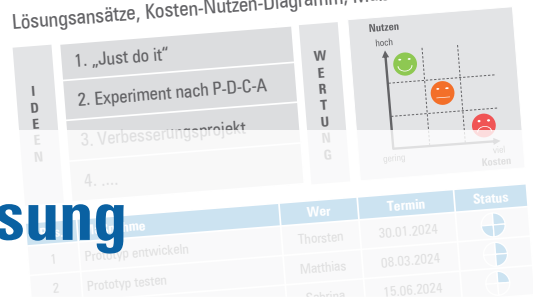 Lösungsansätze, Kosten-Nutzen-Diagramm,
IDEEN
1. „Just do it“
2. Experiment nach P-D-C-A
3. Verbesserungsprojekt
4. ....
WERTUNG
Nutzen
hoch
gering
viel
Kosten
sung
Wer Termin Status
1 Prototyp entwickeln Thorsten 30.01.2024
2 Prototyp testen Matthias 08.03.2024
Sabrina 15.06.2024